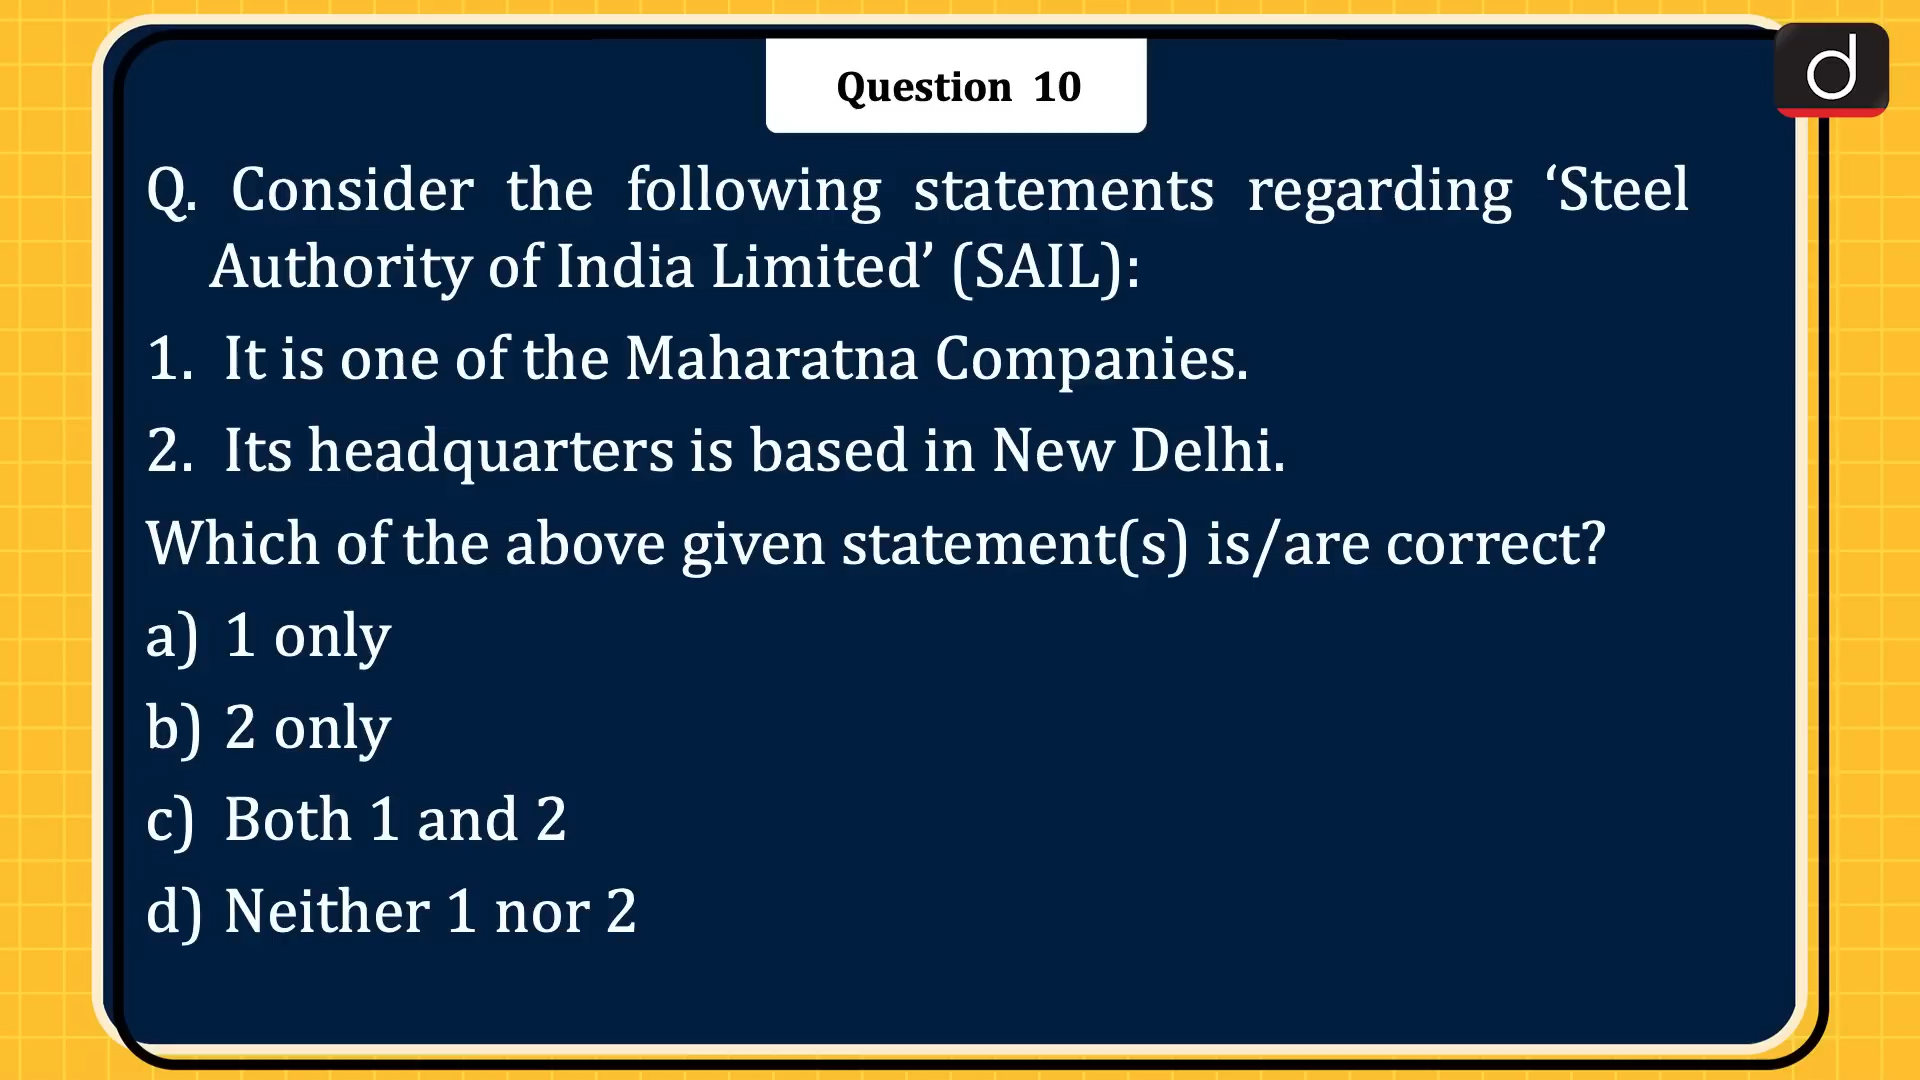 Question 10
Q. Consider the following statements regarding ‘Steel
Authority of India Limited’ (SAIL):
1. It is one of the Maharatna Companies.
2. Its headquarters is based in New Delhi.
Which of the above given statement(s) is/are correct?
a) 1 only
b) 2 only
c) Both 1 and 2
d) Neither 1 nor 2
d